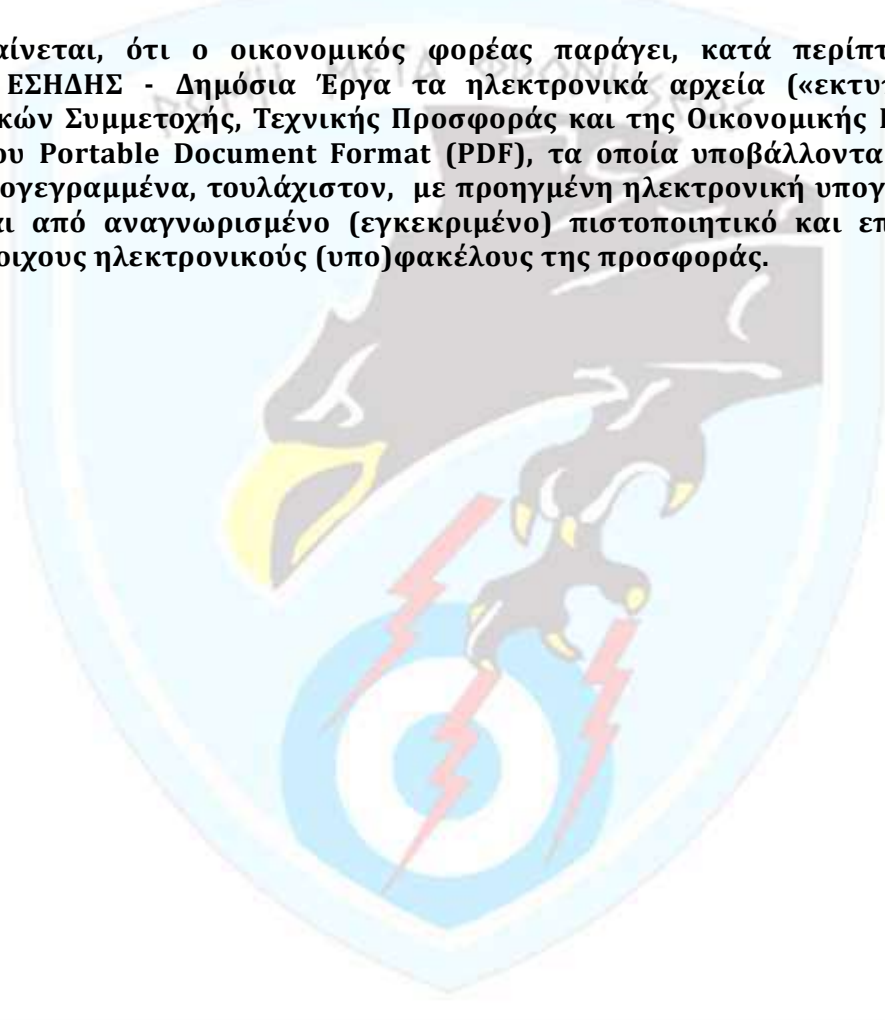 αίνεται, ότι ο οικονομικός φορέας παράγει, κατά περίπτ
ΕΣΗΔΗΣ - Δημόσια Έργα τα ηλεκτρονικά αρχεία («εκτυ
κών Συμμετοχής, Τεχνικής Προσφοράς και της Οικονομικής
ου Portable Document Format (PDF), τα οποία υποβάλλοντα
ογεγραμμένα, τουλάχιστον, με προηγμένη ηλεκτρονική υπογ
αι από αναγνωρισμένο (εγκεκριμένο) πιστοποιητικό και επ
οιχους ηλεκτρονικούς (υπο)φακέλους της προσφοράς.